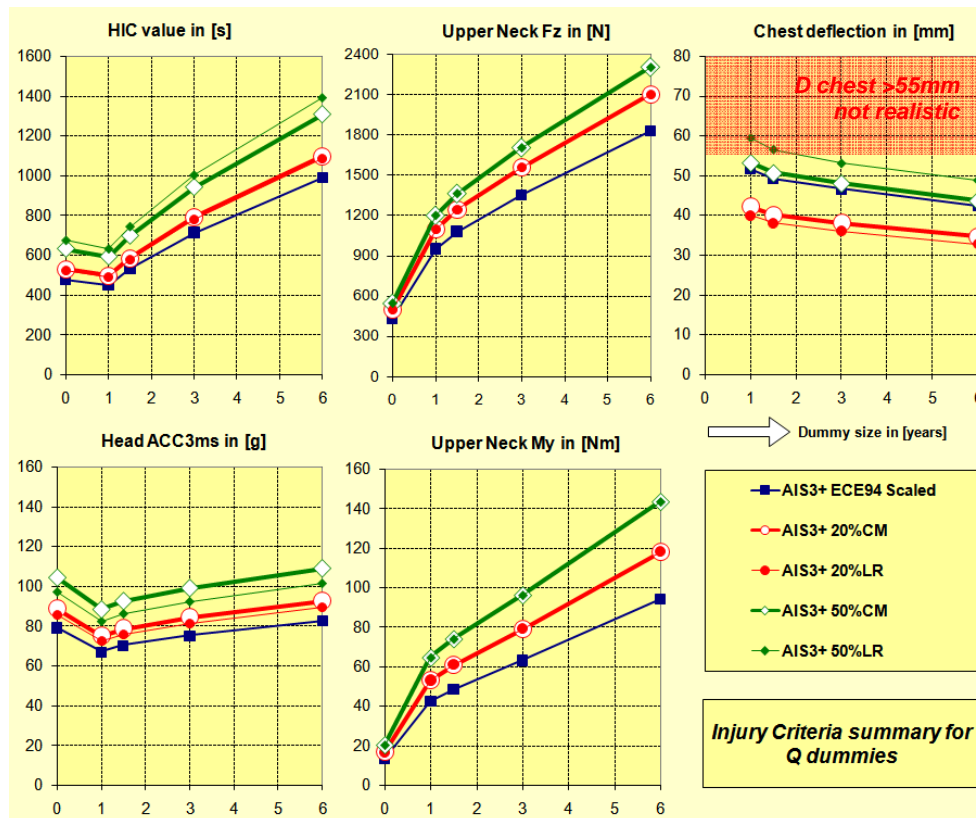 HIC value in [s]
1600
1400
1200
1000
800
600
400
200
0
0 1 2 3 4 5 6
Upper Neck Fz in [N]
2400
2100
1800
1500
1200
900
600
300
0
0 1 2 3 4 5 6
Chest deflection in [mm]
80
70
60
50
40
30
20
10
0
D chest >55mm
not realistic
0 1 2 3 4 5 6
Head ACC3ms in [g]
160
140
120
100
80
60
40
20
0
0 1 2 3 4 5 6
Upper Neck My in [Nm]
160
140
120
100
80
60
40
20
0
0 1 2 3 4 5 6
Dummy size in [years]
AIS3+ ECE94 Scaled
AIS3+ 20%CM
AIS3+ 20%LR
AIS3+ 50%CM
AIS3+ 50%LR
Injury Criteria summary for
Q dummies